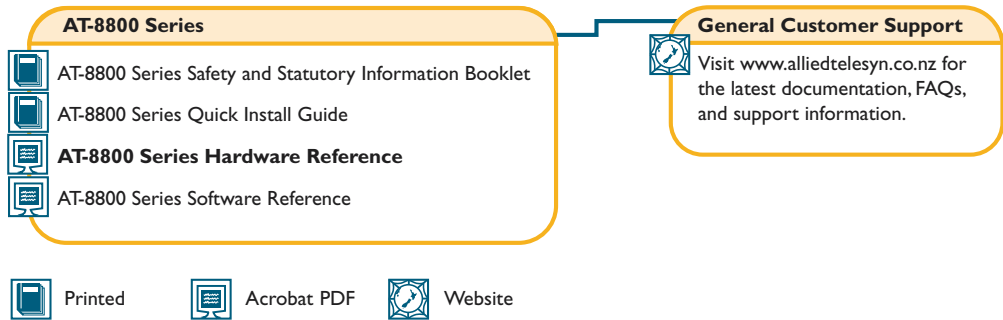 AT-8800 Series
AT-8800 Series Safety and Statutory Information Booklet
AT-8800 Series Quick Install Guide
AT-8800 Series Hardware Reference
AT-8800 Series Software Reference
General Customer Support
Visit www.alliedtelesyn.co.nz for
the latest documentation, FAQs,
and support information.
Printed
Acrobat PDF
Website